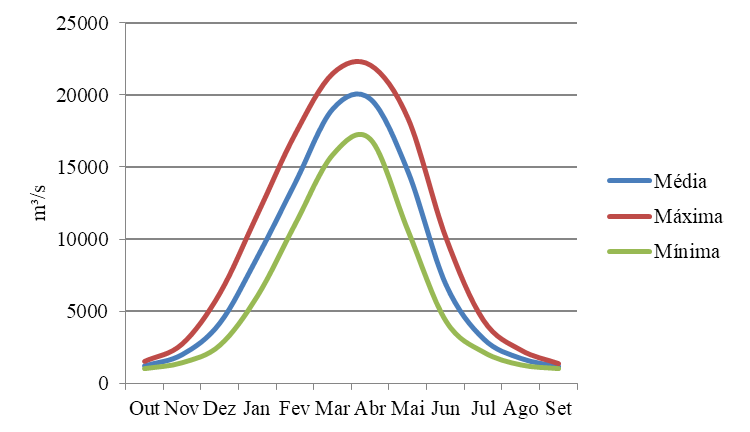 25000
20000
15000
10000
5000
0
m³/s
Out Nov Dez Jan Fev Mar Abr Mai Jun Jul Ago Set
Média
Máxima
Mínima